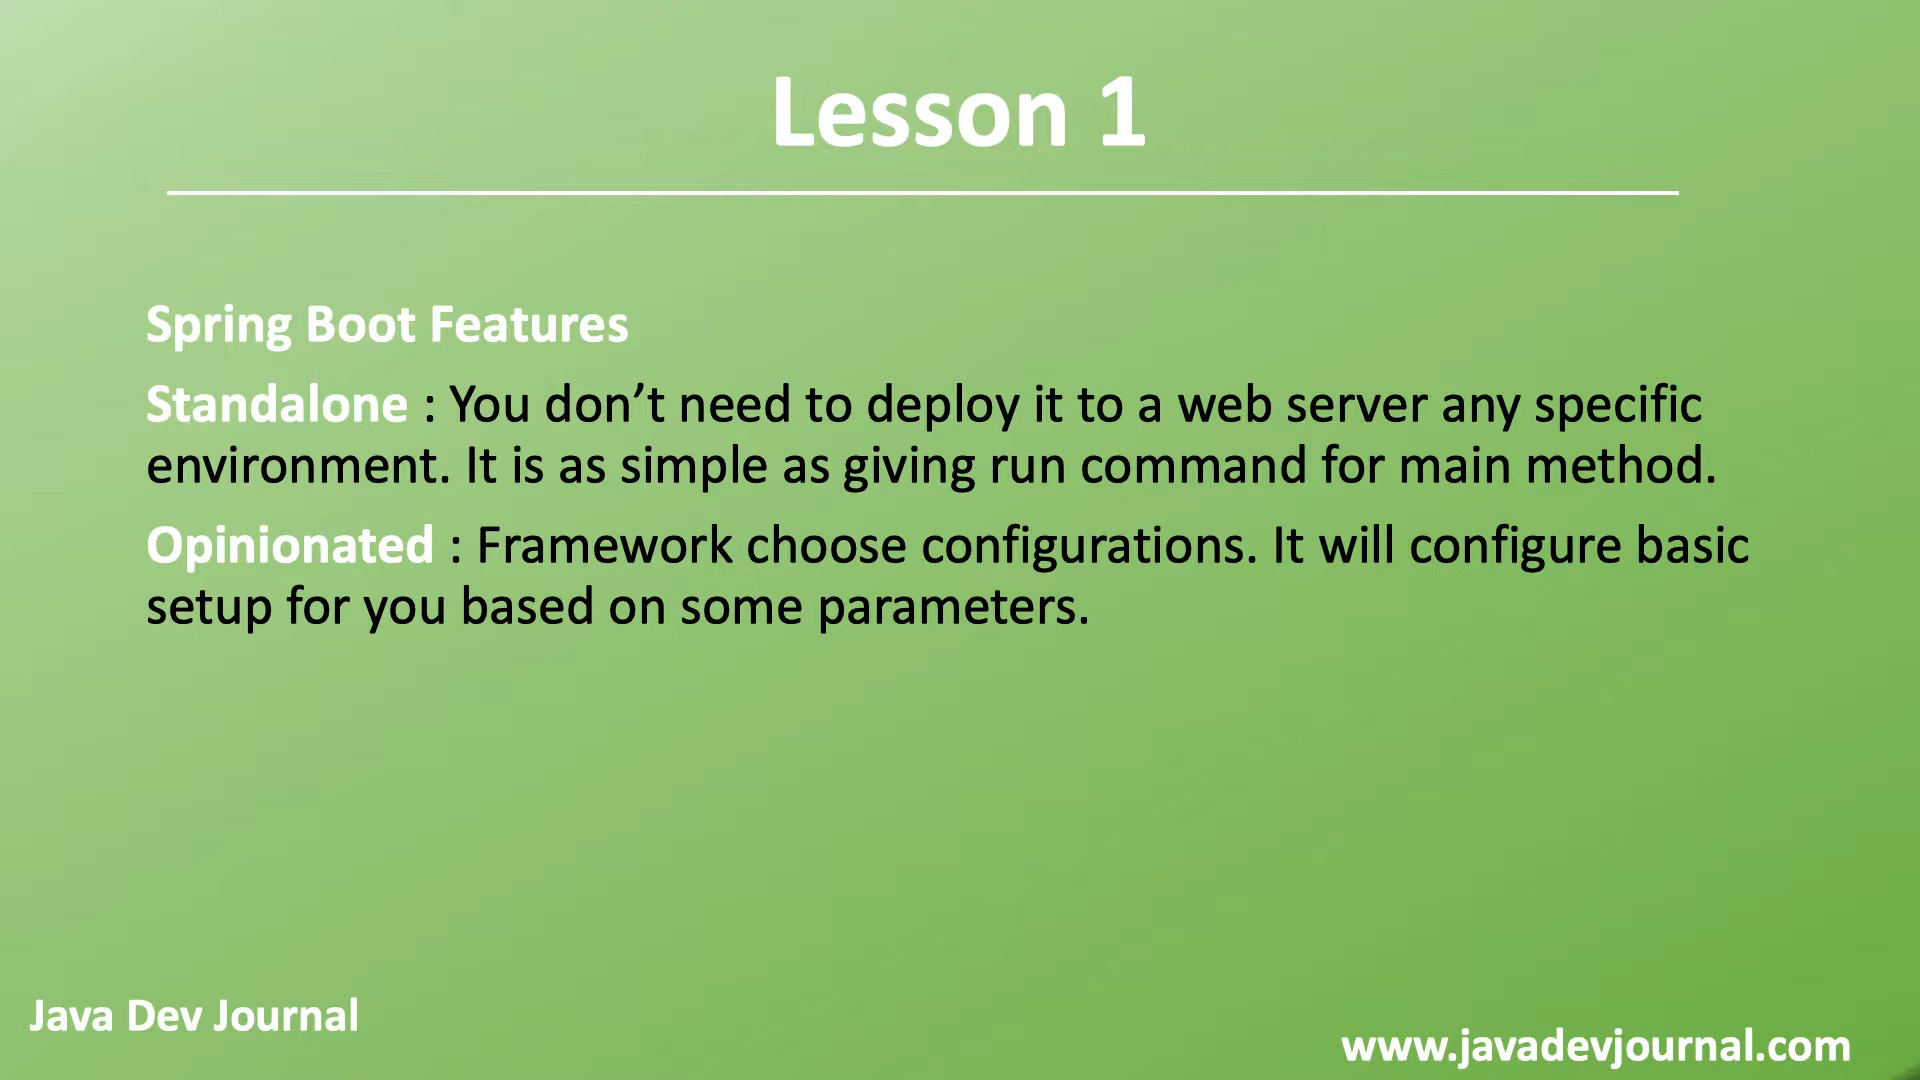 Lesson 1
Spring Boot Features
Standalone : You don’t need to deploy it to a web server any specific
environment. It is as simple as giving run command for main method.
Opinionated : Framework choose configurations. It will configure basic
setup for you based on some parameters.
Java Dev Journal
www.javadevjournal.com